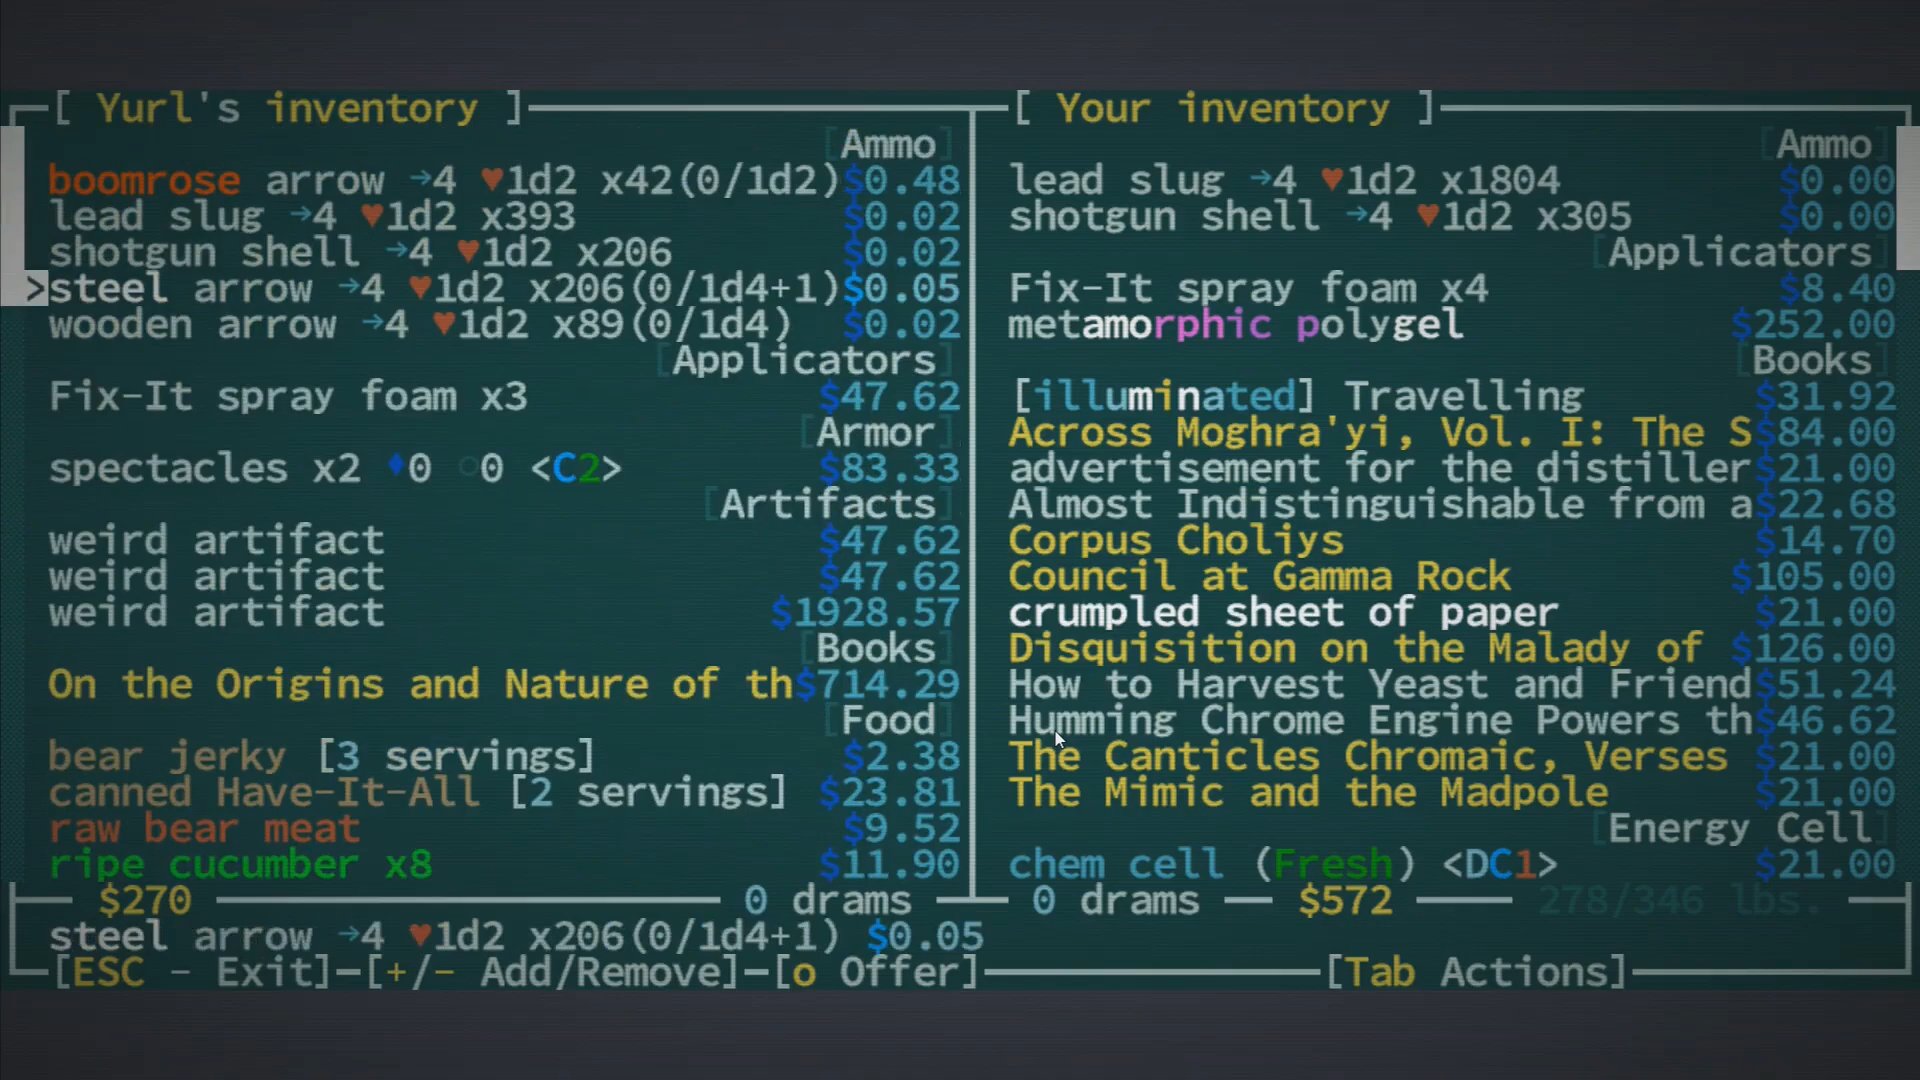 [ Yurl's inventory ]
[Ammo]
boomrose arrow →4 ♥1d2 x42(0/1d2) $0.48
lead slug →4 ♥1d2 x393 $0.02
shotgun shell →4 ♥1d2 x206 $0.02
>steel arrow →4 ♥1d2 x206(0/1d4+1) $0.05
wooden arrow →4 ♥1d2 x89(0/1d4) $0.02
[Applicators]
Fix-It spray foam x3 $47.62
[Armor]
spectacles x2 ♦0 ○0 <C2> $83.33
[Artifacts]
weird artifact $47.62
weird artifact $47.62
weird artifact $1928.57
[Books]
On the Origins and Nature of th $714.29
[Food]
bear jerky [3 servings] $2.38
canned Have-It-All [2 servings] $23.81
raw bear meat $9.52
ripe cucumber x8 $11.90
$270 0 drams
[ Your inventory ]
[Ammo]
lead slug →4 ♥1d2 x1804 $0.00
shotgun shell →4 ♥1d2 x305 $0.00
[Applicators]
Fix-It spray foam x4 $8.40
metamorphic polygel $252.00
[Books]
[illuminated] Travelling $31.92
Across Moghra'yi, Vol. I: The S $84.00
advertisement for the distiller $21.00
Almost Indistinguishable from a $22.68
Corpus Choliys $14.70
Council at Gamma Rock $105.00
crumpled sheet of paper $21.00
Disquisition on the Malady of $126.00
How to Harvest Yeast and Friend $51.24
Humming Chrome Engine Powers th $46.62
The Canticles Chromaic, Verses $21.00
The Mimic and the Madpole $21.00
[Energy Cell]
chem cell (Fresh) <DC1> $21.00
0 drams $572 278/346 lbs.
steel arrow →4 ♥1d2 x206(0/1d4+1) $0.05
[ESC - Exit] [+/- Add/Remove] [o Offer] [Tab Actions]